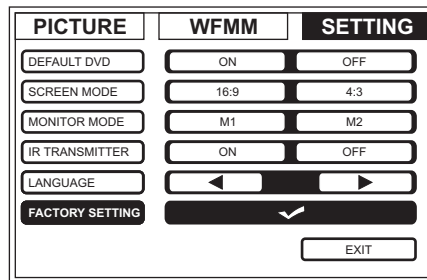 PICTURE WFMM SETTING
DEFAULT DVD ON OFF
SCREEN MODE 16:9 4:3
MONITOR MODE M1 M2
IR TRANSMITTER ON OFF
LANGUAGE
FACTORY SETTING
EXIT